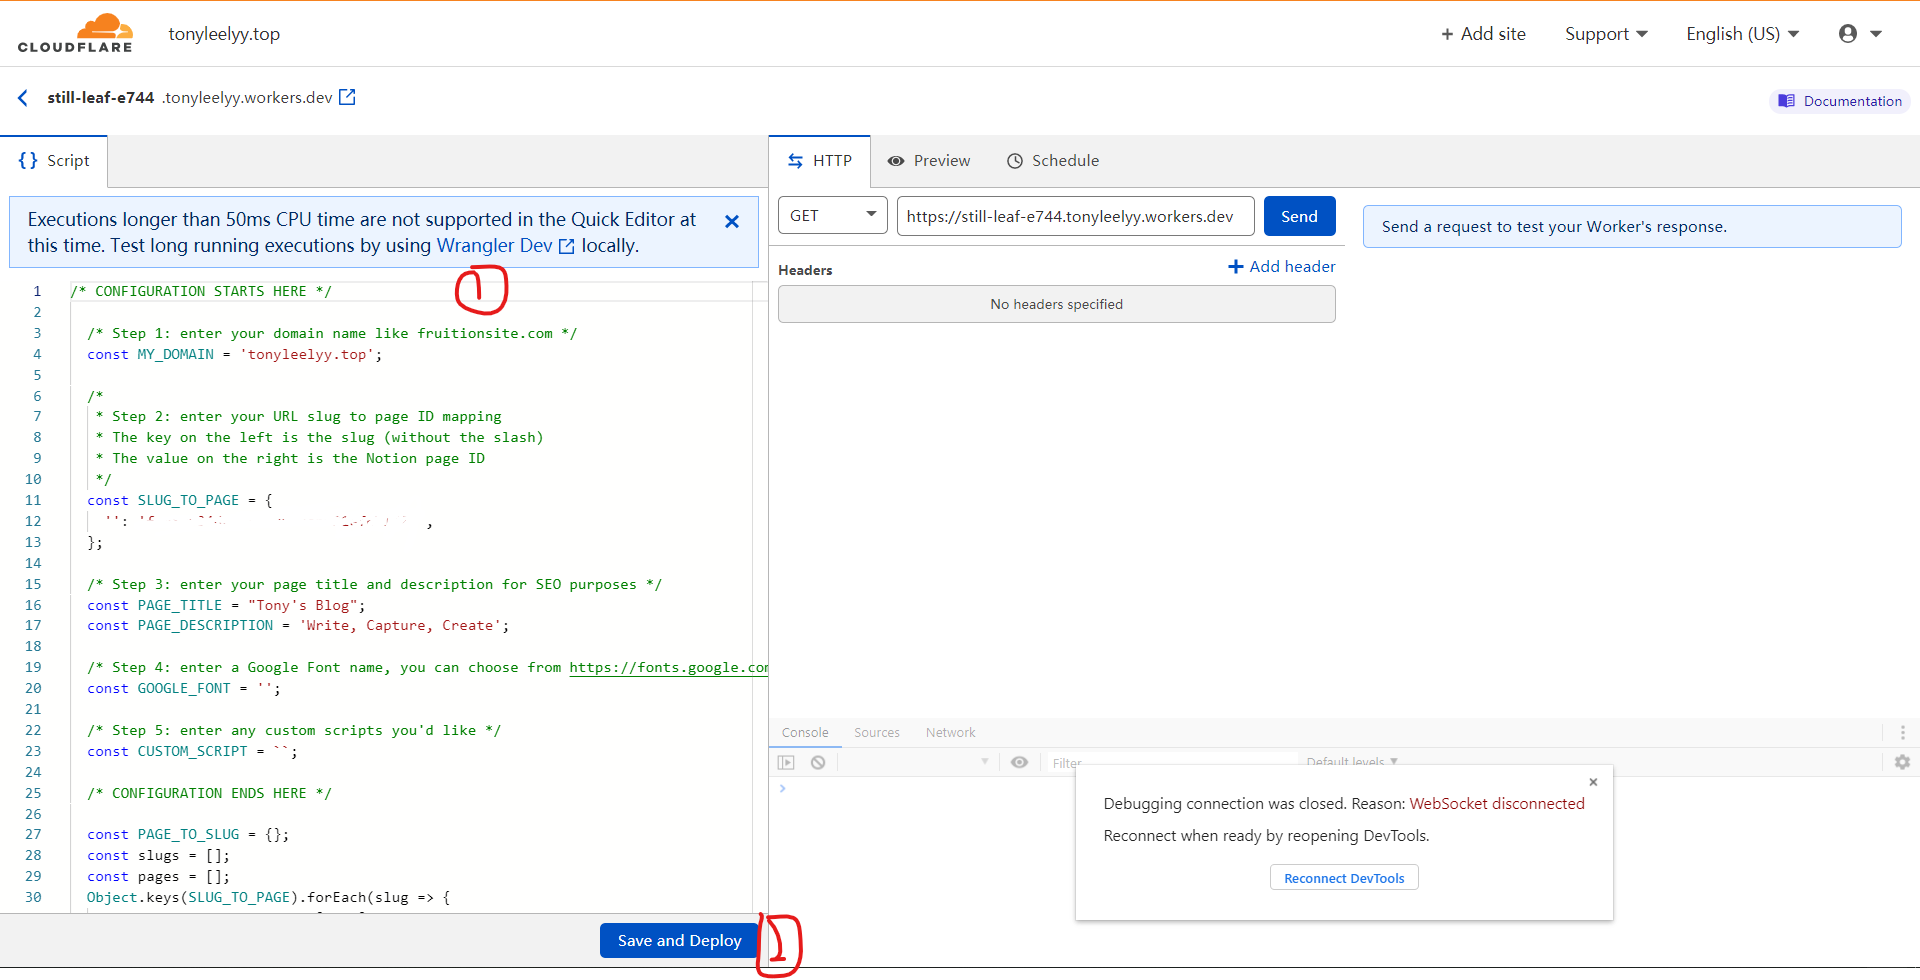 CLOUDFLARE
tonyleelyy.top
+ Add site
Support
English (US)
still-leaf-e744 .tonyleelyy.workers.dev
Documentation
{} Script
Executions longer than 50ms CPU time are not supported in the Quick Editor at
this time. Test long running executions by using Wrangler Dev locally.
1
1 /* CONFIGURATION STARTS HERE */
2
3 /* Step 1: enter your domain name like fruitionsite.com */
4 const MY_DOMAIN = 'tonyleelyy.top';
5
6 /*
7 * Step 2: enter your URL slug to page ID mapping
8 * The key on the left is the slug (without the slash)
9 * The value on the right is the Notion page ID
10 */
11 const SLUG_TO_PAGE = {
12 '': ,
13 };
14
15 /* Step 3: enter your page title and description for SEO purposes */
16 const PAGE_TITLE = "Tony's Blog";
17 const PAGE_DESCRIPTION = 'Write, Capture, Create';
18
19 /* Step 4: enter a Google Font name, you can choose from https://fonts.google.com
20 const GOOGLE_FONT = '';
21
22 /* Step 5: enter any custom scripts you'd like */
23 const CUSTOM_SCRIPT = ``;
24
25 /* CONFIGURATION ENDS HERE */
26
27 const PAGE_TO_SLUG = {};
28 const slugs = [];
29 const pages = [];
30 Object.keys(SLUG_TO_PAGE).forEach(slug => {
Save and Deploy
2
HTTP
Preview
Schedule
GET
https://still-leaf-e744.tonyleelyy.workers.dev
Send
Send a request to test your Worker's response.
Headers
+ Add header
No headers specified
Console
Sources
Network
Filter
Default levels
Debugging connection was closed. Reason: WebSocket disconnected
Reconnect when ready by reopening DevTools.
Reconnect DevTools